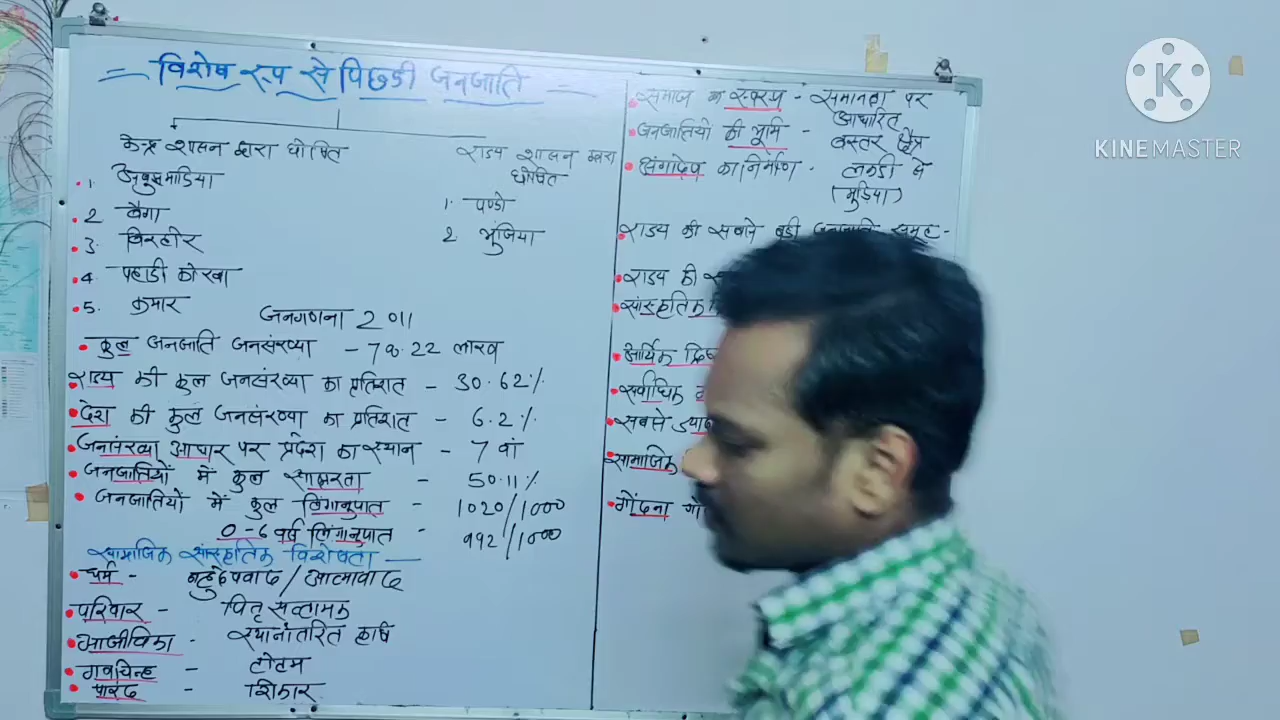 = विशेष रूप से पिछडी जनजाति =
केन्द्र शासन द्वारा घोषित
1. अबुझमाडिया
2 बैगा
3. बिरहोर
4 पहाडी कोरवा
5. कमार
राज्य शासन द्वारा
घोषित
1. पण्डो
2. भुंजिया
जनगणना 2011
कुल जनजाति जनसंख्या - 78.22 लाख
राज्य की कुल जनसंख्या का प्रतिशत - 30.62%
देश की कुल जनसंख्या का प्रतिशत - 6.2%
जनसंख्या आधार पर प्रदेश का स्थान - 7 वां
जनजातियों में कुल साक्षरता - 50.11%
जनजातियों में कुल लिंगानुपात - 1020/1000
0-6 वर्ष लिंगानुपात - 992/1000
सामाजिक सांस्कृतिक विशेषता -
धर्म - बहुदेववाद/आत्मावाद
परिवार - पितृसत्तामक
आजीविका - स्थानांतरित कृषि
गवचिन्ह - टोटम
पारद - शिकार
समाज का स्वरूप - समानता पर
आधारित
जनजातियों की भूमि - बस्तर क्षेत्र
लिंगादेव का निर्माण - लकडी से
(मुडिया)
राज्य की सबसे बडी जनजाति समूह -
राज्य की
सांस्कृतिक
आर्थिक
सर्वाधिक
सबसे
सामाजिक
गोंदना
KINEMASTER